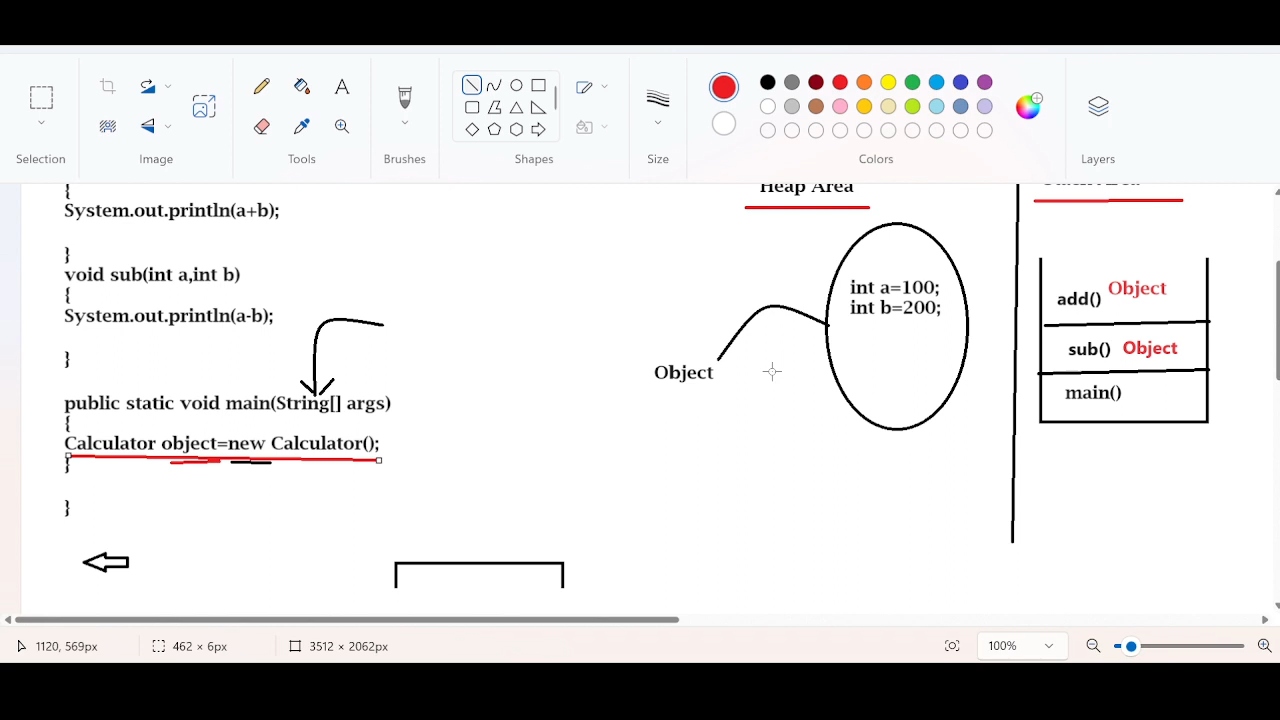 Selection
Image
Tools
Brushes
Shapes
Size
Colors
Layers
{
System.out.println(a+b);
}
void sub(int a,int b)
{
System.out.println(a-b);
}
public static void main(String[] args)
{
Calculator object=new Calculator();
}
}
Heap Area
int a=100;
int b=200;
Object
add() Object
sub() Object
main()
1120, 569px
462 × 6px
3512 × 2062px
100%